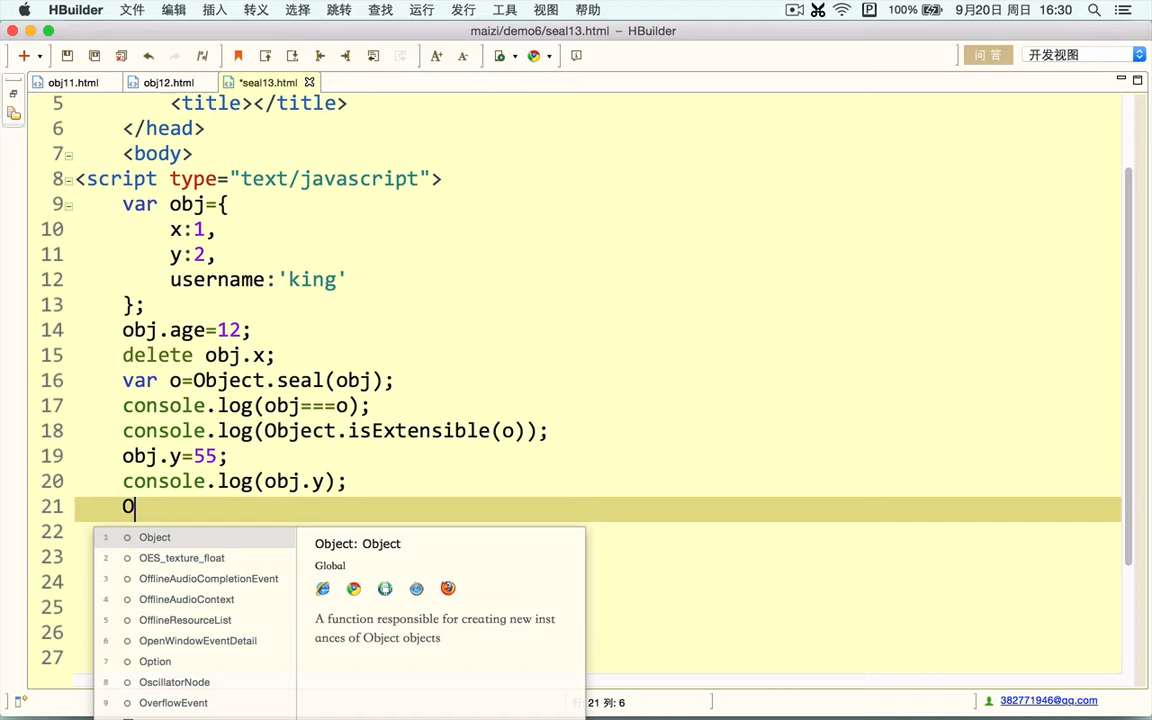 HBuilder 文件 编辑 插入 转义 选择 跳转 查找 运行 发行 工具 视图 帮助 100% 9月20日 周日 16:30
maizi/demo6/seal13.html – HBuilder
A+ A- 问 答 开发视图
obj11.html obj12.html *seal13.html
5 <title></title>
6 </head>
7 <body>
8 <script type="text/javascript">
9 var obj={
10 x:1,
11 y:2,
12 username:'king'
13 };
14 obj.age=12;
15 delete obj.x;
16 var o=Object.seal(obj);
17 console.log(obj===o);
18 console.log(Object.isExtensible(o));
19 obj.y=55;
20 console.log(obj.y);
21 O
22
23
24
25
26
27
1 Object
2 OES_texture_float
3 OfflineAudioCompletionEvent
4 OfflineAudioContext
5 OfflineResourceList
6 OpenWindowEventDetail
7 Option
8 OscillatorNode
9 OverflowEvent
Object: Object
Global
A function responsible for creating new inst
ances of Object objects
行: 21 列: 6
382771946@qq.com